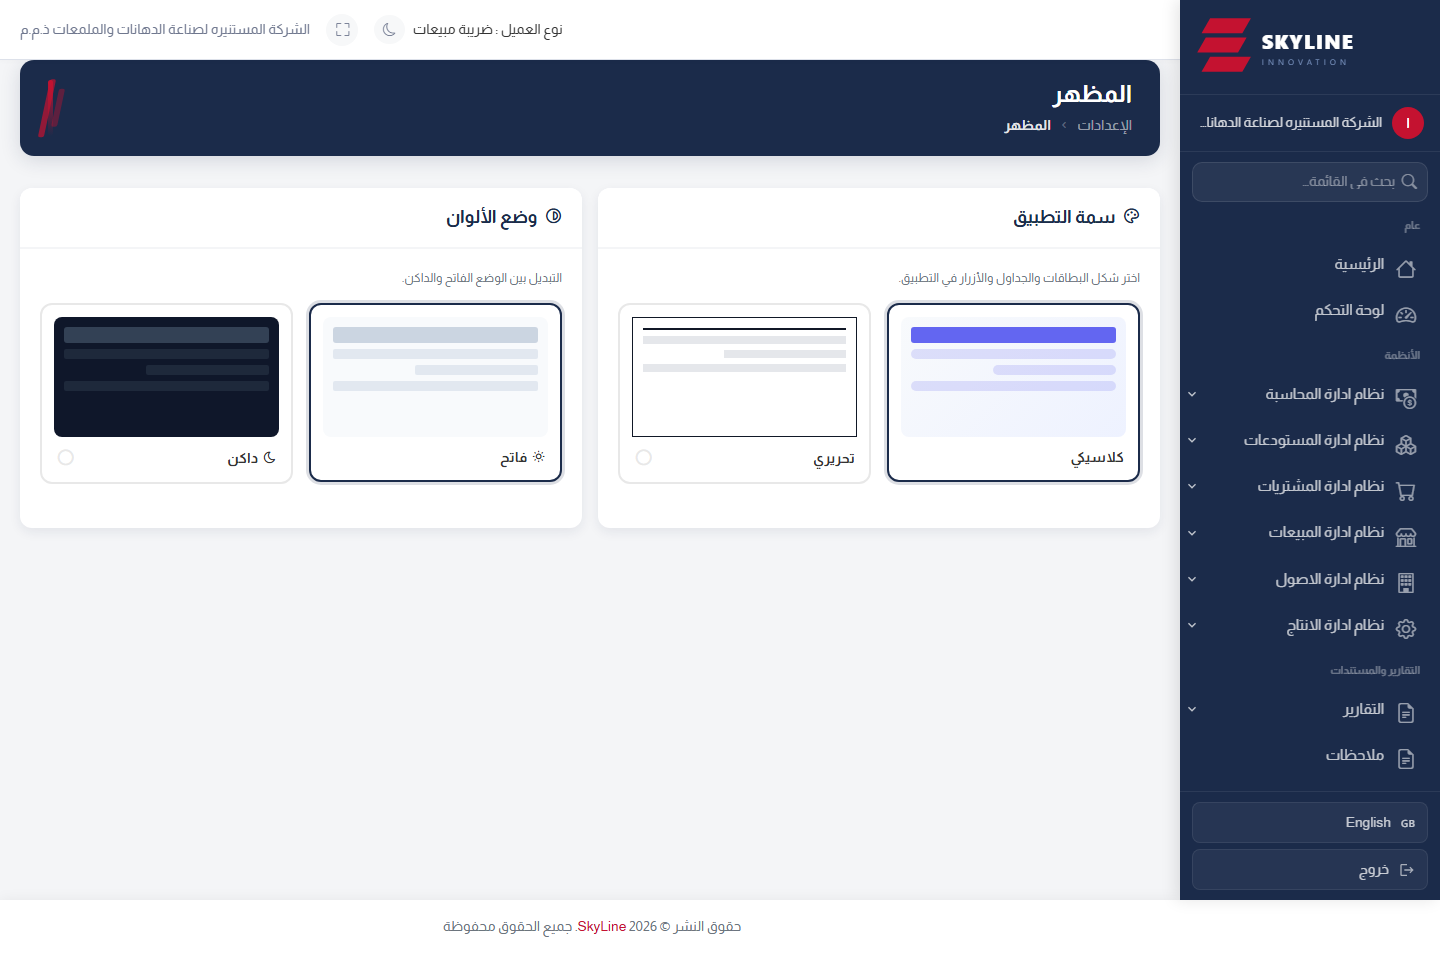 SKYLINE
INNOVATION
ا
الشركة المستنيره لصناعة الدهانا...
بحث في القائمة...
عام
الرئيسية
لوحة التحكم
الأنظمة
نظام ادارة المحاسبة
نظام ادارة المستودعات
نظام ادارة المشتريات
نظام ادارة المبيعات
نظام ادارة الاصول
نظام ادارة الانتاج
التقارير والمستندات
التقارير
ملاحظات
GB English
خروج
نوع العميل : ضريبة مبيعات
الشركة المستنيره لصناعة الدهانات والملمعات ذ.م.م
المظهر
الإعدادات › المظهر
سمة التطبيق
اختر شكل البطاقات والجداول والأزرار في التطبيق.
كلاسيكي
تحريري
وضع الألوان
التبديل بين الوضع الفاتح والداكن.
فاتح
داكن
حقوق النشر © 2026 SkyLine. جميع الحقوق محفوظة